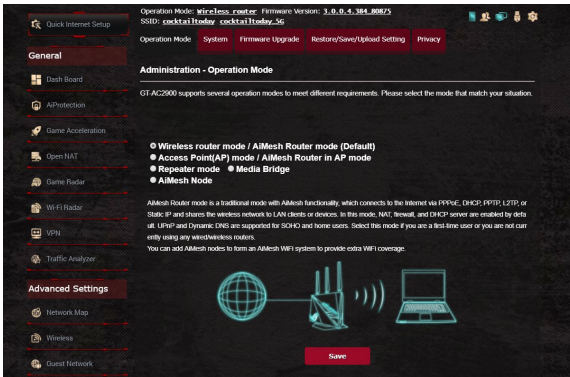 Quick Internet Setup
General
Dash Board
AiProtection
Game Acceleration
Open NAT
Game Radar
Wi-Fi Radar
VPN
Traffic Analyzer
Advanced Settings
Network Map
Wireless
Guest Network
Operation Mode: Wireless router Firmware Version: 3.0.0.4.384_80875
SSID: cocktailtoday cocktailtoday_5G
Operation Mode System Firmware Upgrade Restore/Save/Upload Setting Privacy
Administration - Operation Mode
GT-AC2900 supports several operation modes to meet different requirements. Please select the mode that match your situation.
Wireless router mode / AiMesh Router mode (Default)
Access Point(AP) mode / AiMesh Router in AP mode
Repeater mode Media Bridge
AiMesh Node
AiMesh Router mode is a traditional mode with AiMesh functionality, which connects to the Internet via PPPoE, DHCP, PPTP, L2TP, or
Static IP and shares the wireless network to LAN clients or devices. In this mode, NAT, firewall, and DHCP server are enabled by defa
ult. UPnP and Dynamic DNS are supported for SOHO and home users. Select this mode if you are a first-time user or you are not curr
ently using any wired/wireless routers.
You can add AiMesh nodes to form an AiMesh WiFi system to provide extra WiFi coverage.
Save